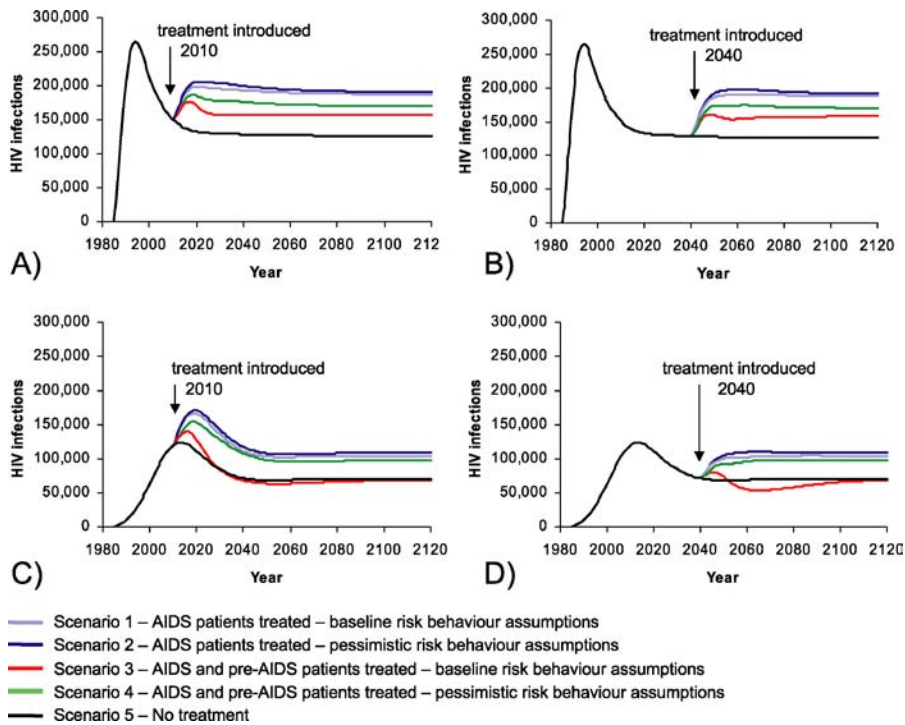 300,000
250,000
200,000
150,000
100,000
50,000
0
HIV infections
treatment introduced
2010
1980 2000 2020 2040 2060 2080 2100 212
Year
A)
300,000
250,000
200,000
150,000
100,000
50,000
0
HIV infections
treatment introduced
2040
1980 2000 2020 2040 2060 2080 2100 2120
Year
B)
300,000
250,000
200,000
150,000
100,000
50,000
0
HIV infections
treatment introduced
2010
1980 2000 2020 2040 2060 2080 2100 2120
Year
C)
300,000
250,000
200,000
150,000
100,000
50,000
0
HIV infections
treatment introduced
2040
1980 2000 2020 2040 2060 2080 2100 2120
Year
D)
Scenario 1 – AIDS patients treated – baseline risk behaviour assumptions
Scenario 2 – AIDS patients treated – pessimistic risk behaviour assumptions
Scenario 3 – AIDS and pre-AIDS patients treated – baseline risk behaviour assumptions
Scenario 4 – AIDS and pre-AIDS patients treated – pessimistic risk behaviour assumptions
Scenario 5 – No treatment